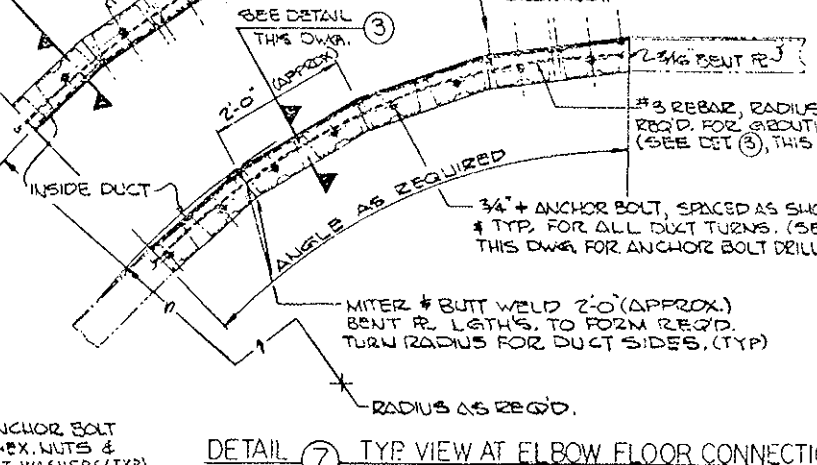 SEE DETAIL 3
THIS DWG.
2'-0" (APPROX)
3/16" BENT PL
#3 REBAR, RADIUS
REQ'D. FOR GROUTI
(SEE DET 3), THIS
INSIDE DUCT
ANGLE AS REQUIRED
3/4" ANCHOR BOLT, SPACED AS SHO
& TYP. FOR ALL DUCT TURNS. (SE
THIS DWG FOR ANCHOR BOLT DRILL
MITER & BUTT WELD 2'-0" (APPROX.)
BENT PL LGTH'S. TO FORM REQ'D.
TURN RADIUS FOR DUCT SIDES. (TYP)
RADIUS AS REQ'D.
NCHOR BOLT
EX. NUTS &
T WASHERS (TYP)
DETAIL 7 TYP. VIEW AT ELBOW FLOOR CONNECTI